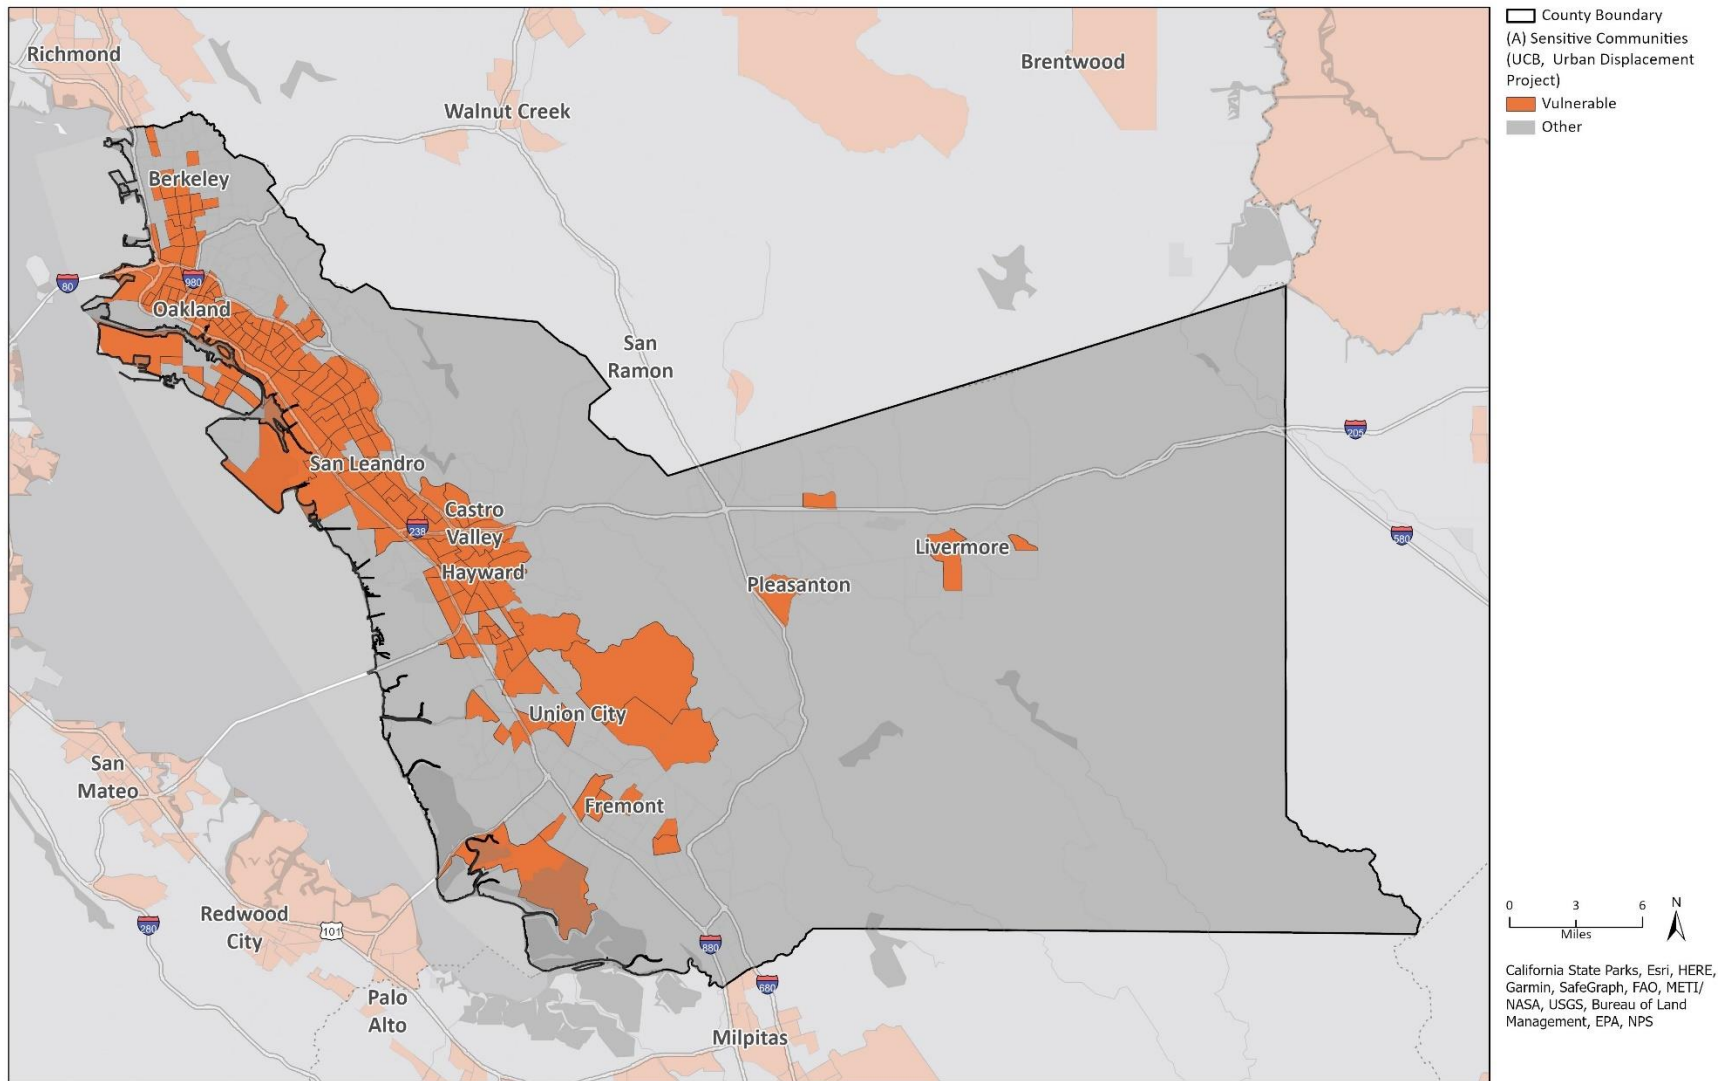 Richmond
Brentwood
Walnut Creek
Berkeley
80
980
Oakland
San
Ramon
205
San Leandro
Castro
Valley
238
580
Livermore
Hayward
Pleasanton
Union City
San
Mateo
Fremont
Redwood
City
280
101
880
680
Palo
Alto
Milpitas
County Boundary
(A) Sensitive Communities
(UCB, Urban Displacement
Project)
Vulnerable
Other
0 3 6
Miles
N
California State Parks, Esri, HERE,
Garmin, SafeGraph, FAO, METI/
NASA, USGS, Bureau of Land
Management, EPA, NPS